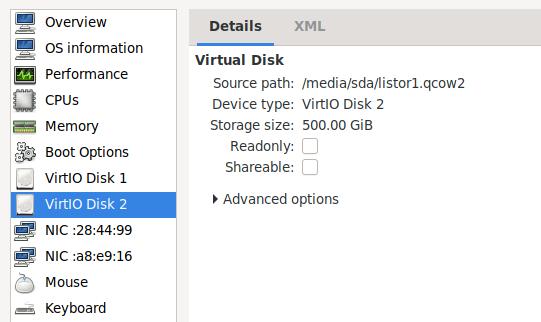 Overview
OS information
Performance
CPUs
Memory
Boot Options
VirtIO Disk 1
VirtIO Disk 2
NIC :28:44:99
NIC :a8:e9:16
Mouse
Keyboard
Details XML
Virtual Disk
Source path: /media/sda/listor1.qcow2
Device type: VirtIO Disk 2
Storage size: 500.00 GiB
Readonly:
Shareable:
Advanced options